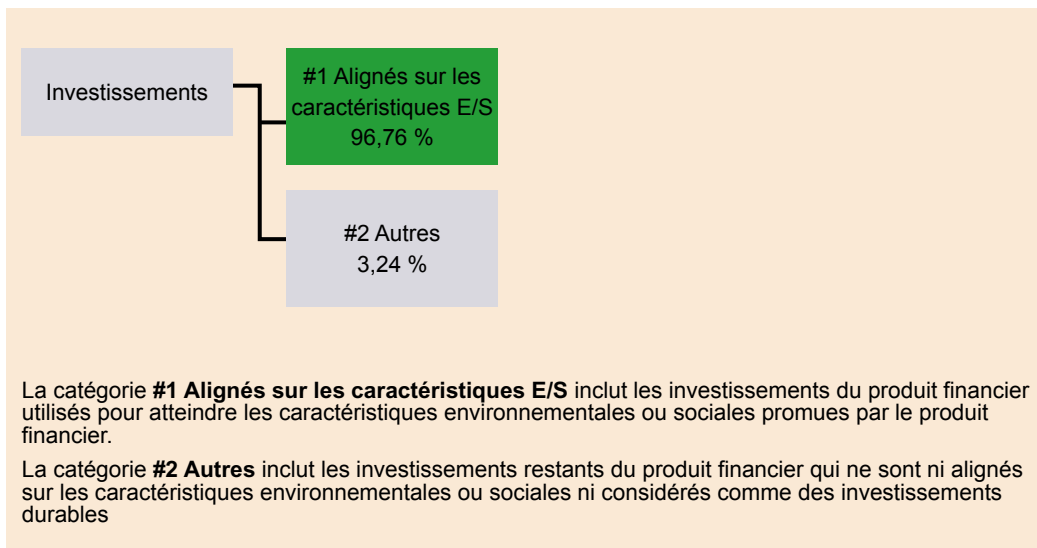 Investissements
#1 Alignés sur les
caractéristiques E/S
96,76 %
#2 Autres
3,24 %
La catégorie #1 Alignés sur les caractéristiques E/S inclut les investissements du produit financier
utilisés pour atteindre les caractéristiques environnementales ou sociales promues par le produit
financier.
La catégorie #2 Autres inclut les investissements restants du produit financier qui ne sont ni alignés
sur les caractéristiques environnementales ou sociales ni considérés comme des investissements
durables